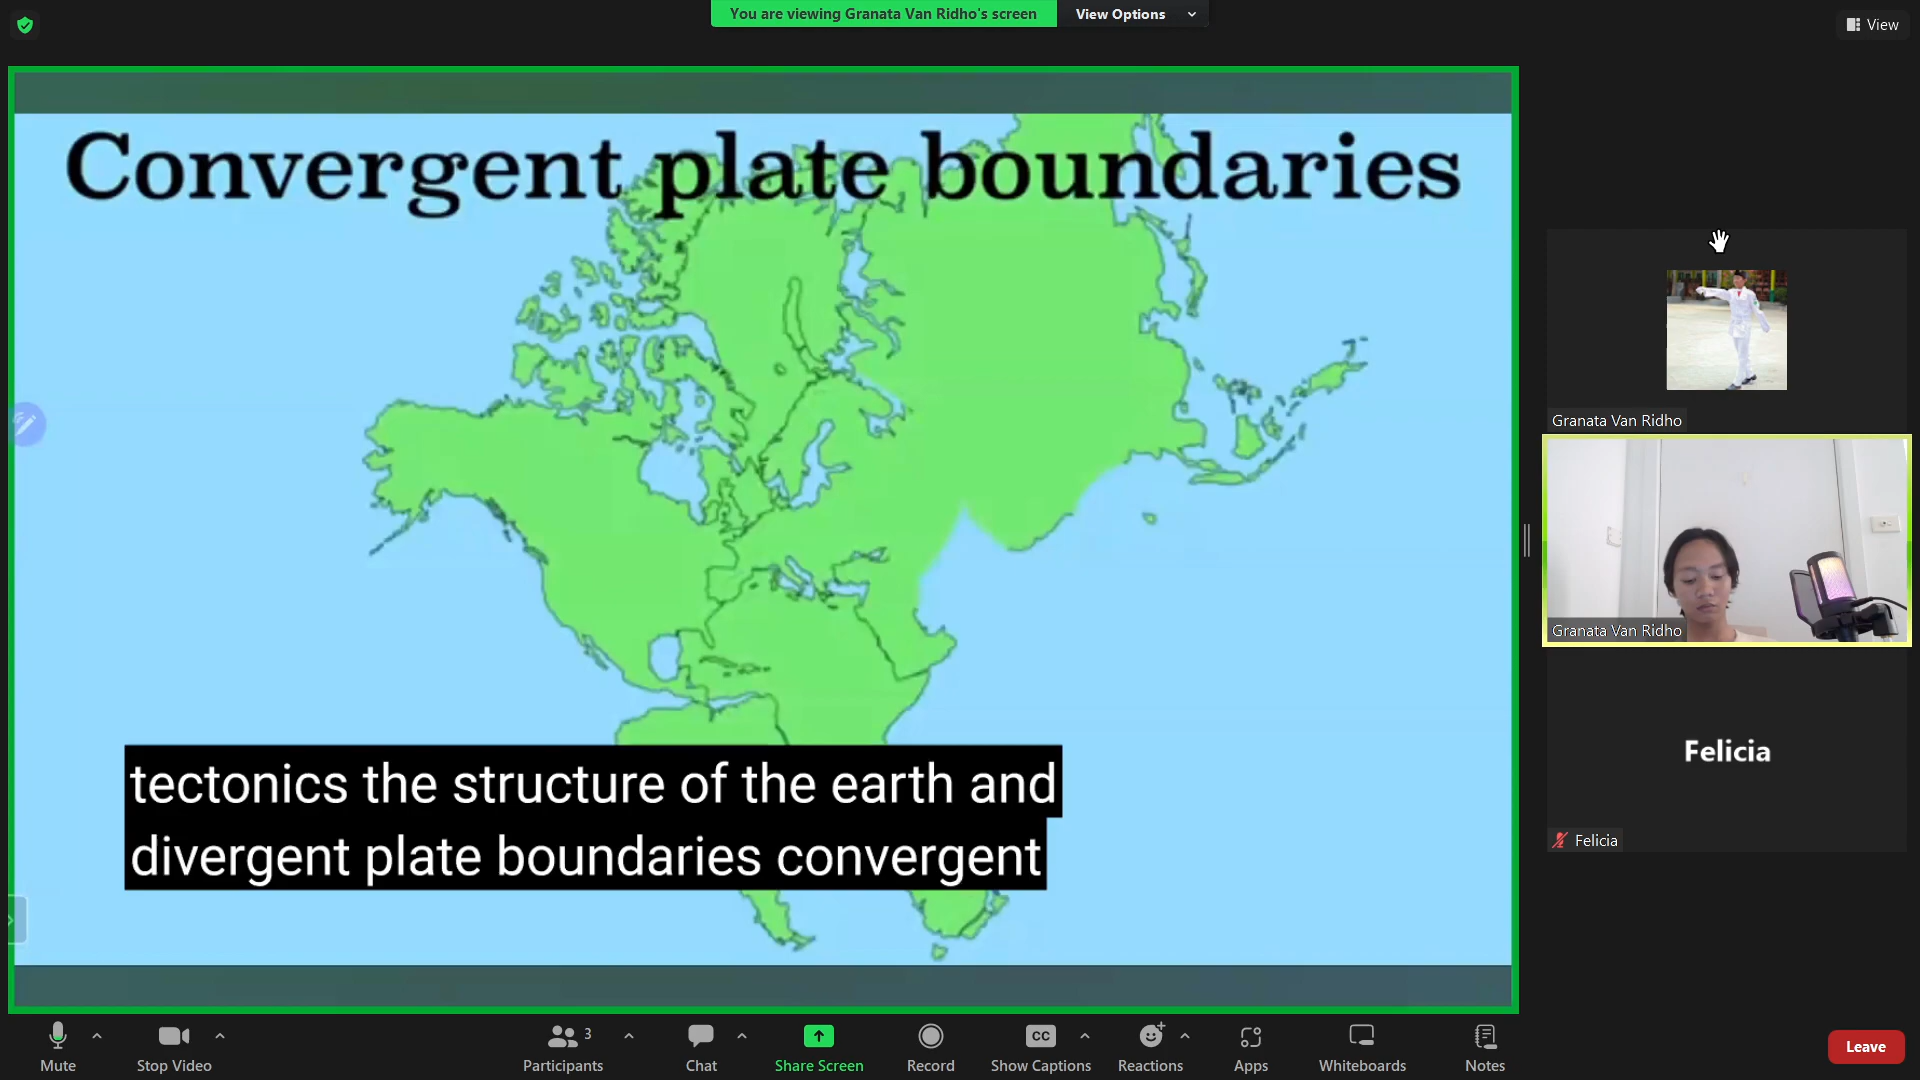 You are viewing Granata Van Ridho's screen
View Options
View
Convergent plate boundaries
tectonics the structure of the earth and
divergent plate boundaries convergent
Granata Van Ridho
Granata Van Ridho
Felicia
Felicia
Mute
Stop Video
3
Participants
Chat
Share Screen
Record
CC
Show Captions
Reactions
Apps
Whiteboards
Notes
Leave